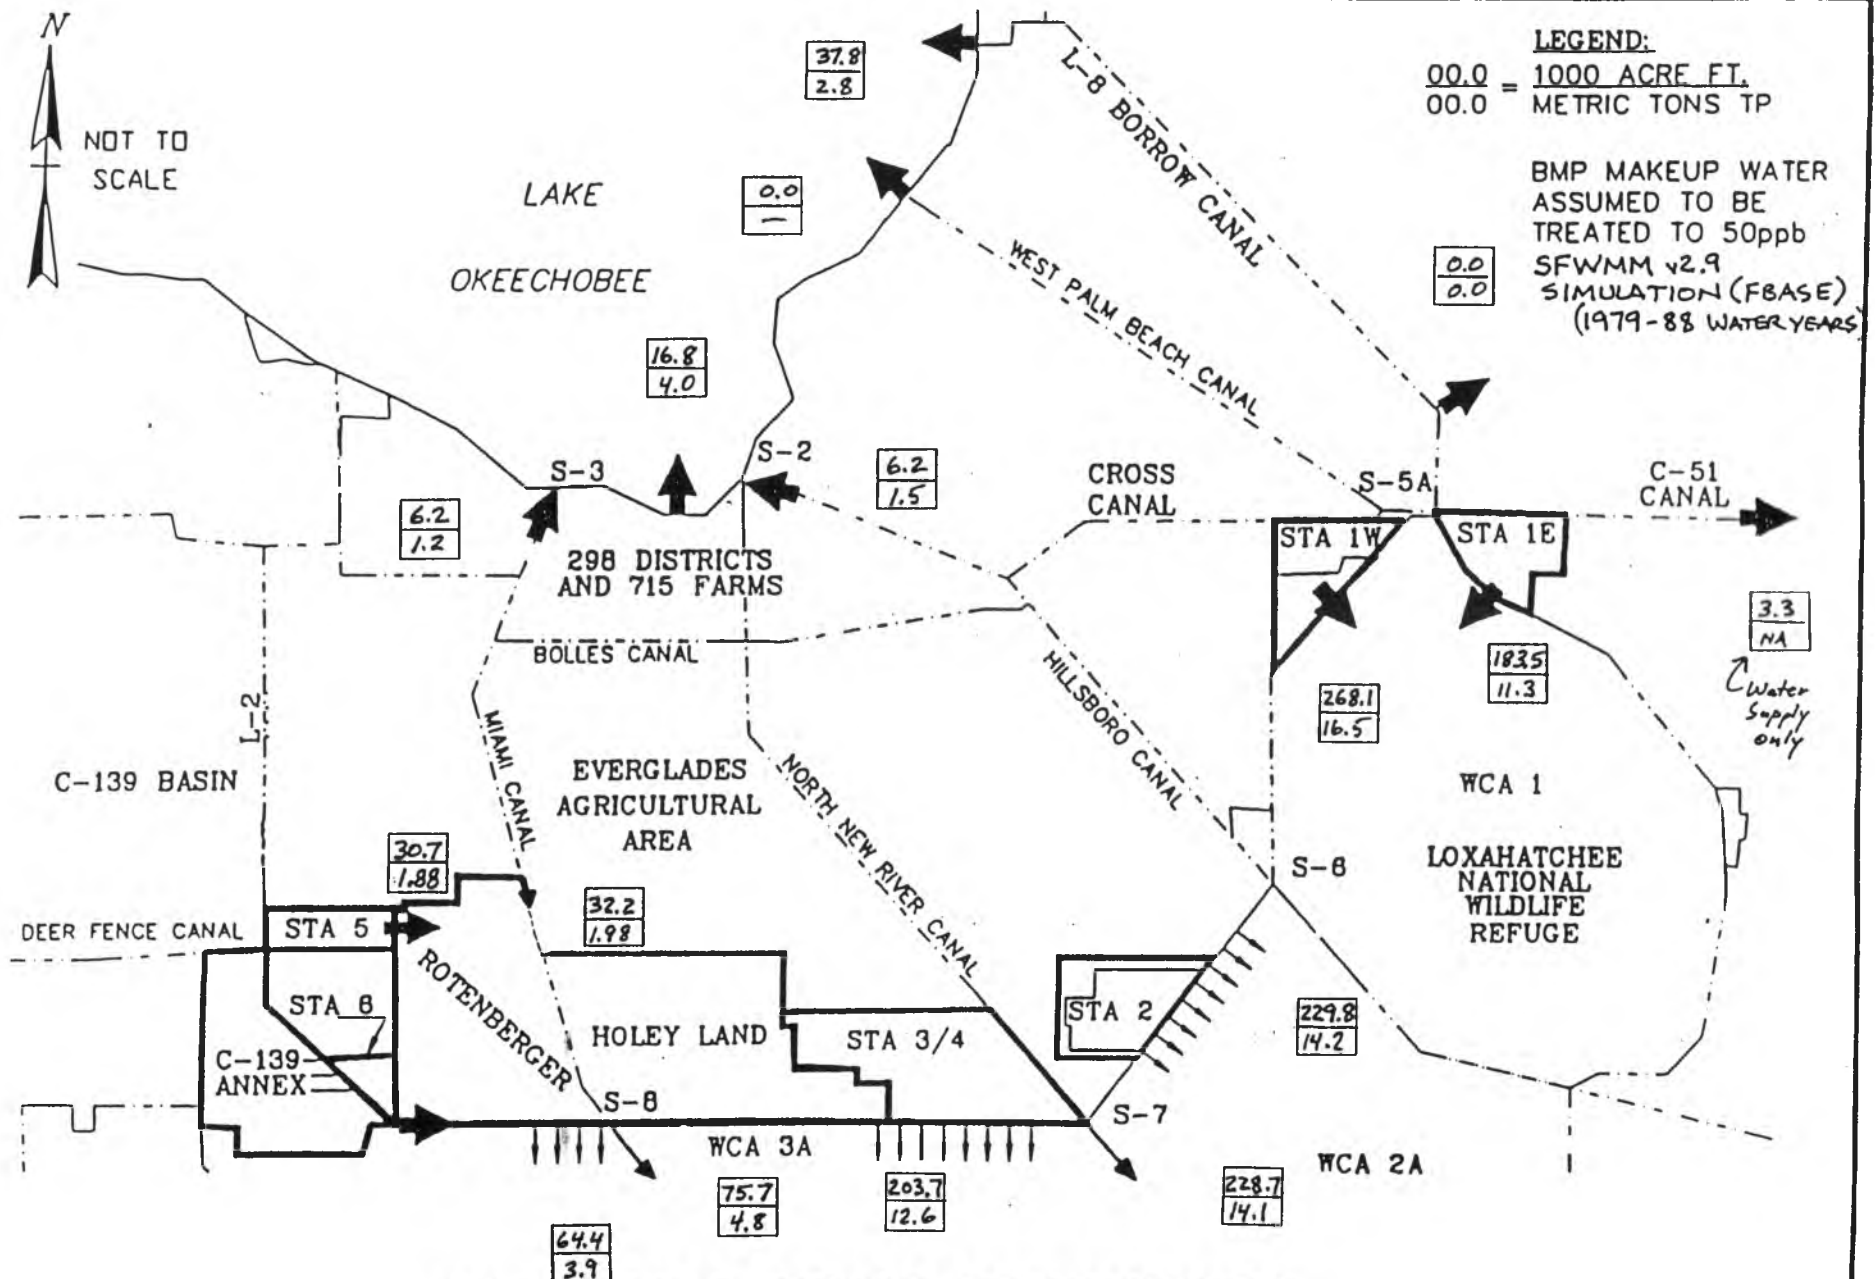 N
NOT TO
SCALE
LAKE
OKEECHOBEE
37.8
2.8
0.0
—
16.8
4.0
L-8 BORROW CANAL
WEST PALM BEACH CANAL
LEGEND:
00.0 = 1000 ACRE FT.
00.0 METRIC TONS TP
BMP MAKEUP WATER
ASSUMED TO BE
TREATED TO 50ppb
SFWMM v2.9
SIMULATION (FBASE)
(1979-88 WATER YEARS)
0.0
0.0
S-3
S-2
6.2
1.5
6.2
1.2
CROSS
CANAL
S-5A
C-51
CANAL
STA 1W
STA 1E
298 DISTRICTS
AND 715 FARMS
BOLLES CANAL
3.3
NA
Water
Supply
only
183.5
11.3
268.1
16.5
L-2
MIAMI CANAL
HILLSBORO CANAL
NORTH NEW RIVER CANAL
C-139 BASIN
EVERGLADES
AGRICULTURAL
AREA
WCA 1
LOXAHATCHEE
NATIONAL
WILDLIFE
REFUGE
S-6
30.7
1.88
32.2
1.98
DEER FENCE CANAL
STA 5
ROTENBERGER
STA 6
C-139
ANNEX
HOLEY LAND
STA 3/4
STA 2
229.8
14.2
S-8
S-7
WCA 3A
WCA 2A
75.7
4.8
203.7
12.6
228.7
14.1
64.4
3.9